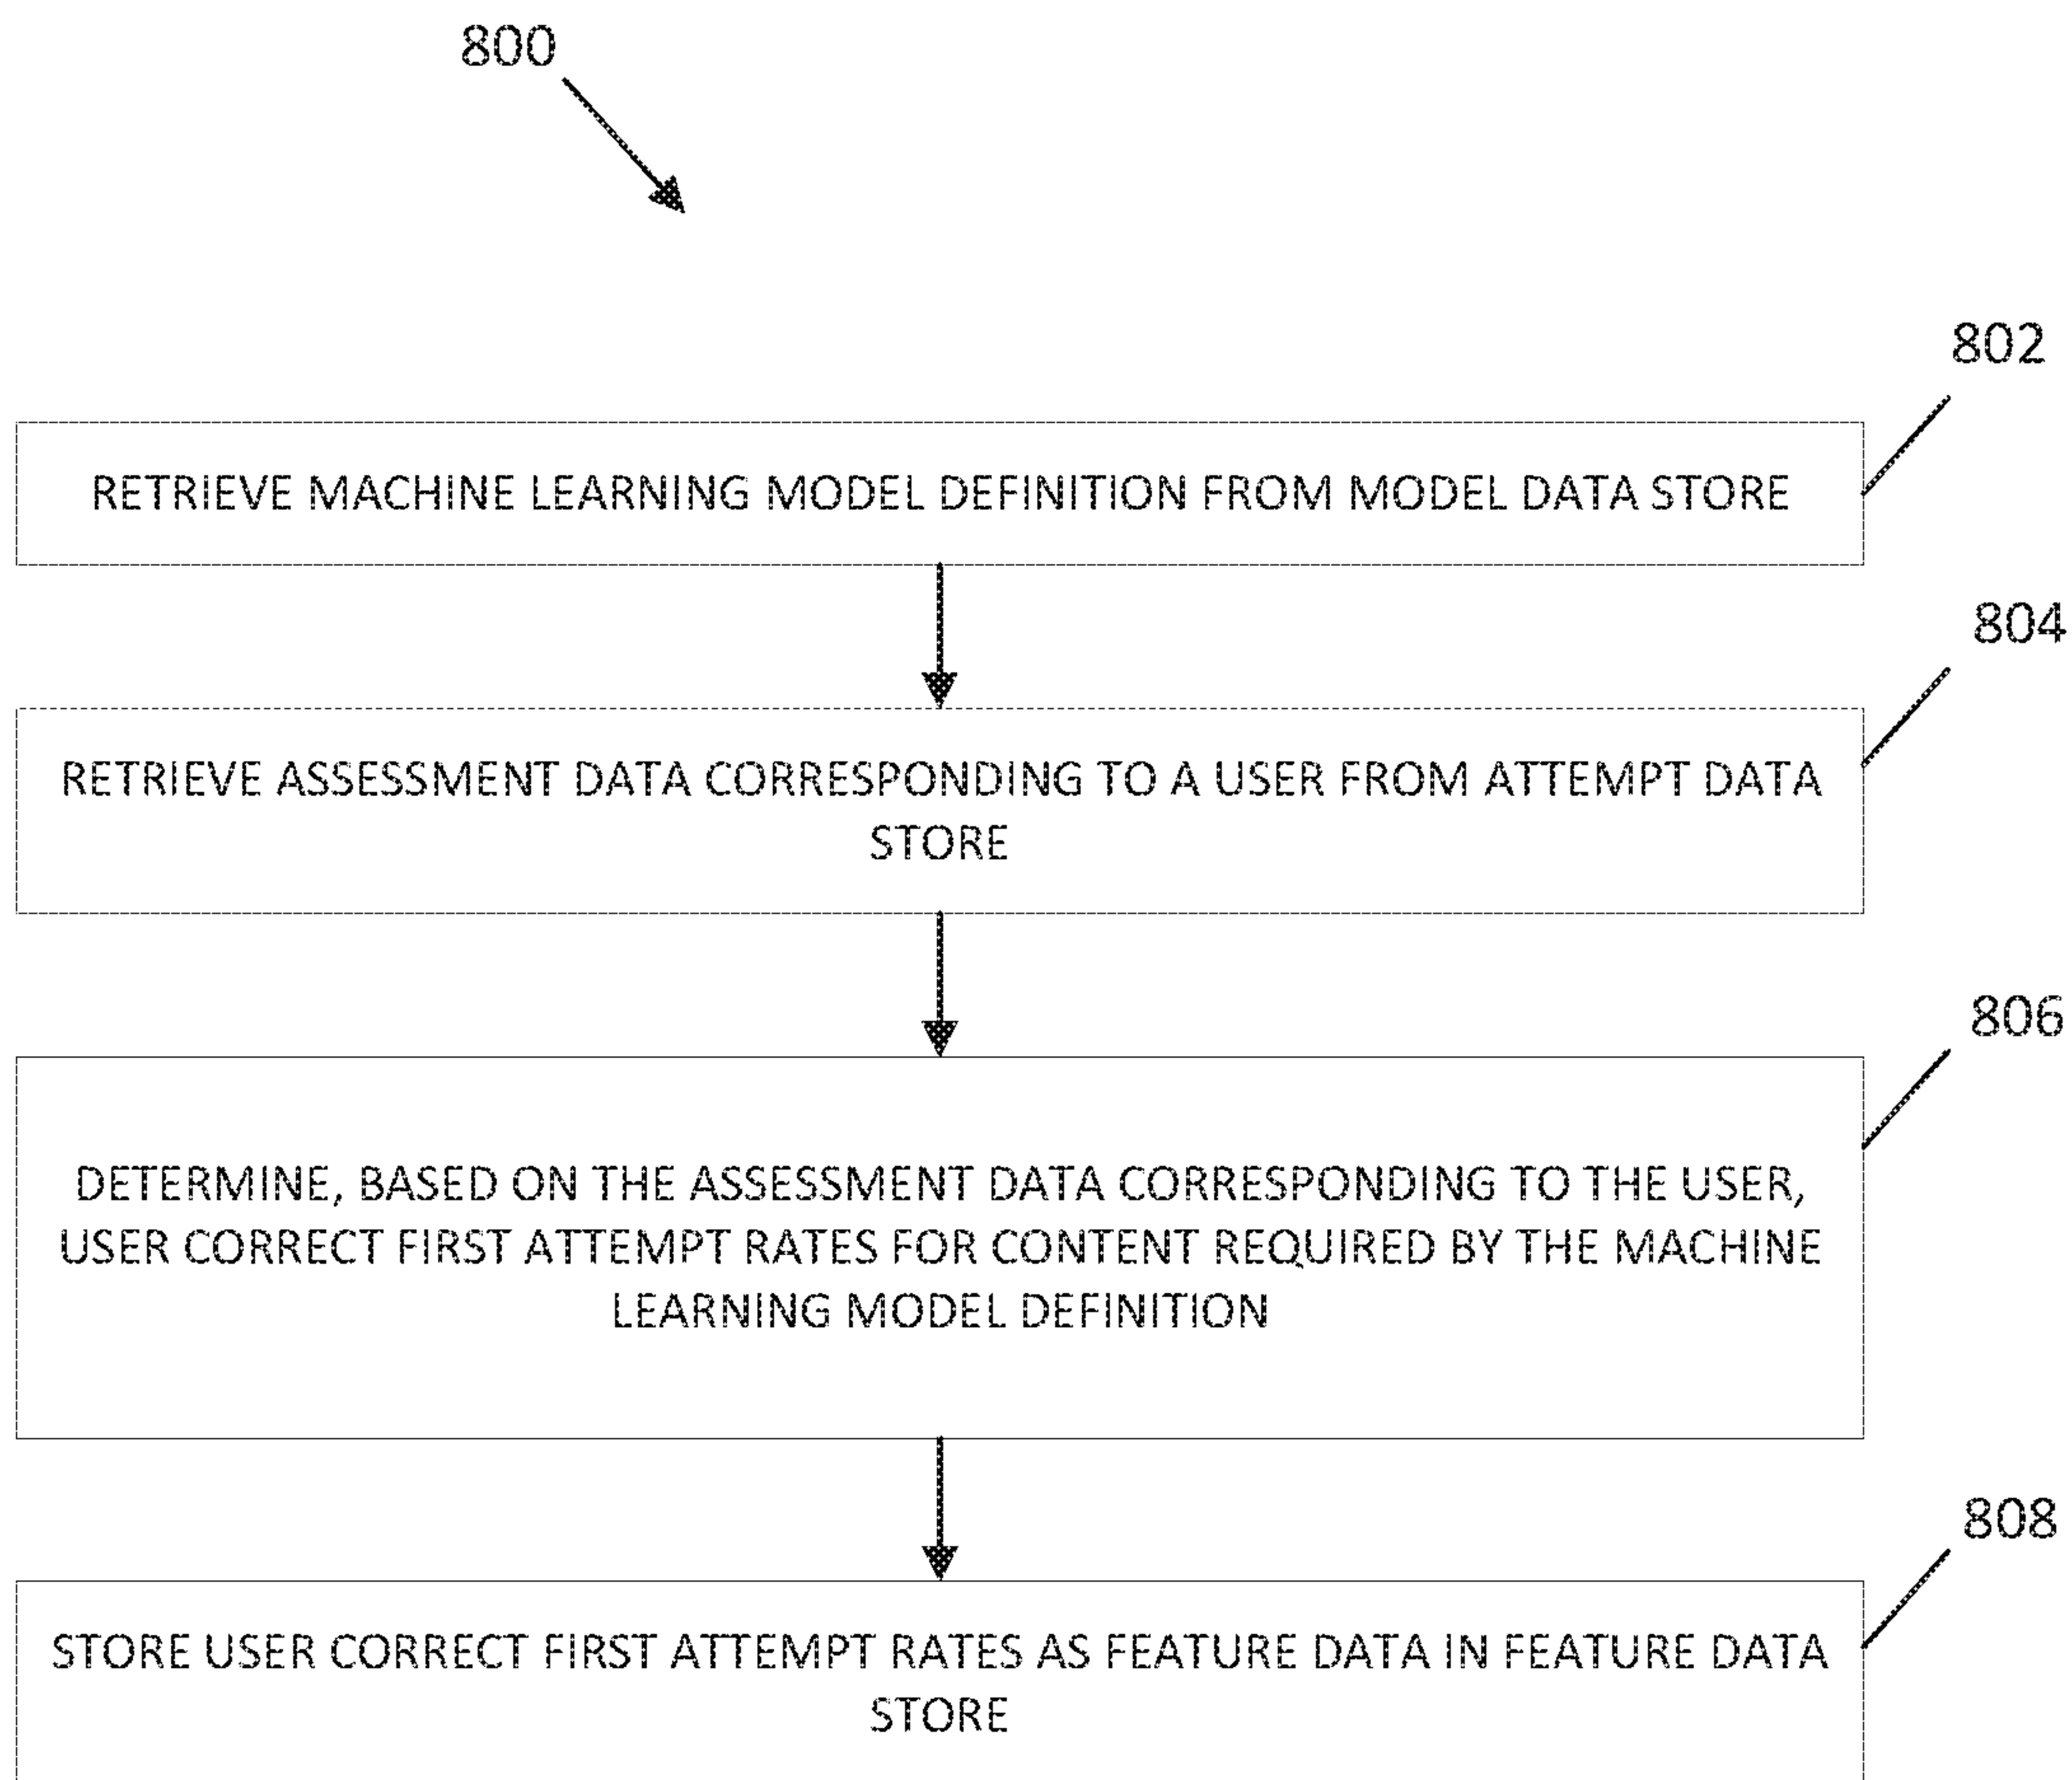 800
802
RETRIEVE MACHINE LEARNING MODEL DEFINITION FROM MODEL DATA STORE
804
RETRIEVE ASSESSMENT DATA CORRESPONDING TO A USER FROM ATTEMPT DATA
STORE
806
DETERMINE, BASED ON THE ASSESSMENT DATA CORRESPONDING TO THE USER,
USER CORRECT FIRST ATTEMPT RATES FOR CONTENT REQUIRED BY THE MACHINE
LEARNING MODEL DEFINITION
808
STORE USER CORRECT FIRST ATTEMPT RATES AS FEATURE DATA IN FEATURE DATA
STORE